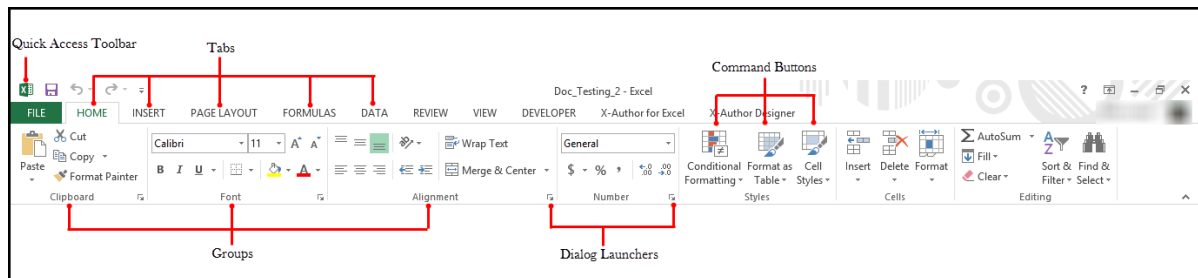 Quick Access Toolbar
Tabs
Command Buttons
Doc_Testing_2 - Excel
?
FILE HOME INSERT PAGE LAYOUT FORMULAS DATA REVIEW VIEW DEVELOPER X-Author for Excel X-Author Designer
Paste
Cut
Copy
Format Painter
Clipboard
Calibri 11 A A
B I U A
Font
Wrap Text
Merge & Center
Alignment
General
$ % , .0 .00 .00 .0
Number
Conditional Formatting
Format as Table
Cell Styles
Styles
Insert Delete Format
Cells
AutoSum
Fill
Clear
Sort & Filter
Find & Select
Editing
Groups
Dialog Launchers